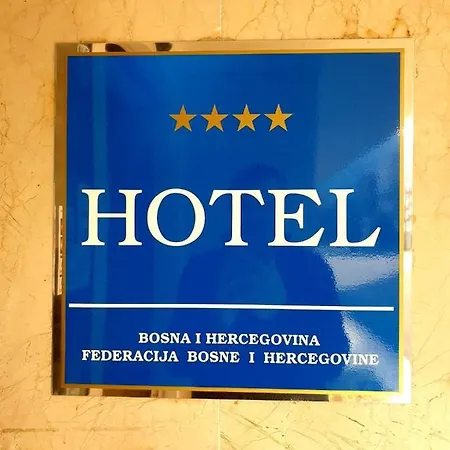 HOTEL
BOSNA I HERCEGOVINA
FEDERACIJA BOSNE I HERCEGOVINE